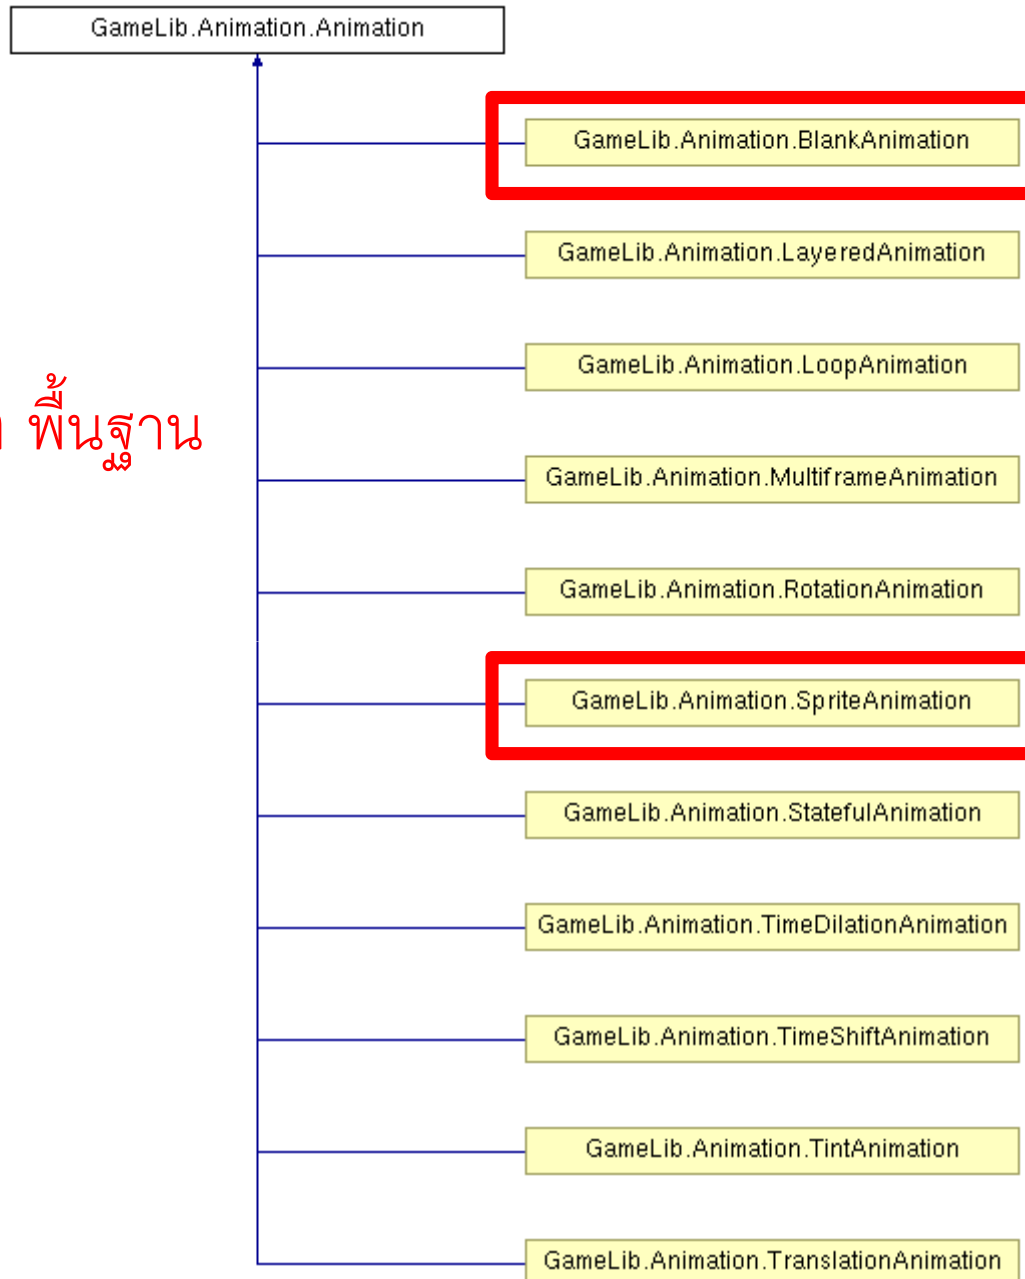 GameLib.Animation.Animation
GameLib.Animation.BlankAnimation
GameLib.Animation.LayeredAnimation
GameLib.Animation.LoopAnimation
พื้นฐาน
GameLib.Animation.MultiframeAnimation
GameLib.Animation.RotationAnimation
GameLib.Animation.SpriteAnimation
GameLib.Animation.StatefulAnimation
GameLib.Animation.TimeDilationAnimation
GameLib.Animation.TimeShiftAnimation
GameLib.Animation.TintAnimation
GameLib.Animation.TranslationAnimation